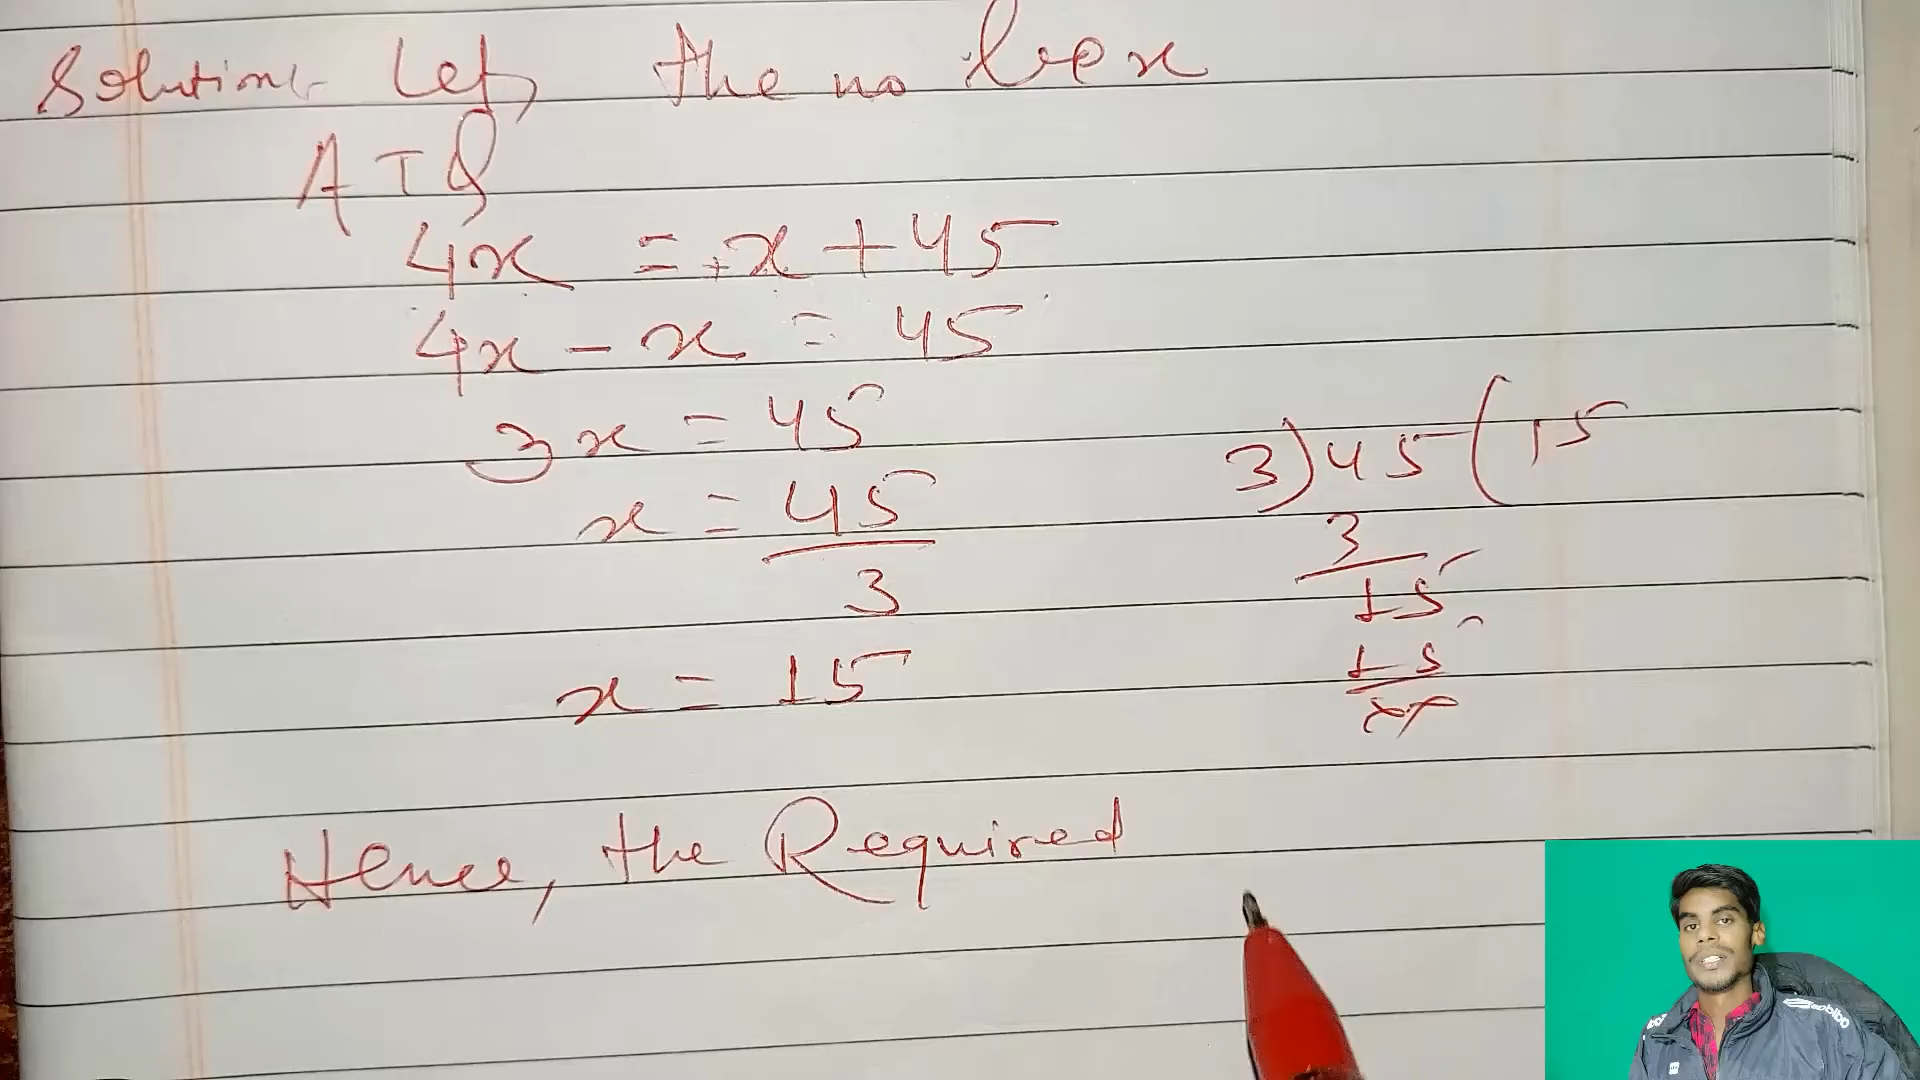 Solution:- Let, the no be x
ATQ
4x = +x + 45
4x - x = 45
3x = 45
x = 45/3
x = 15
3)45(15
3
15
15
xx
Hence, the Required